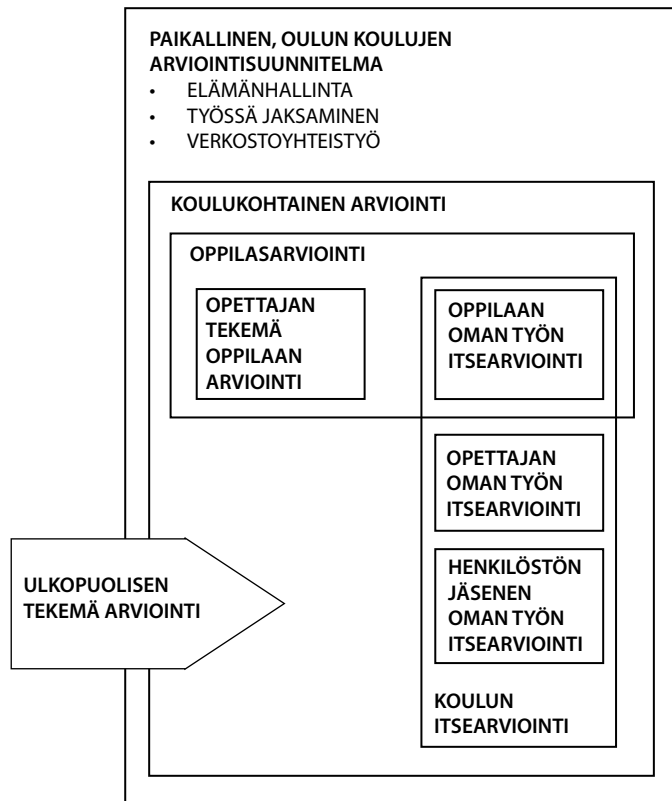 PAIKALLINEN, OULUN KOULUJEN
ARVIOINTISUUNNITELMA
• ELÄMÄNHALLINTA
• TYÖSSÄ JAKSAMINEN
• VERKOSTOYHTEISTYÖ
KOULUKOHTAINEN ARVIOINTI
OPPILASARVIOINTI
OPETTAJAN
TEKEMÄ
OPPILAAN
ARVIOINTI
OPPILAAN
OMAN TYÖN
ITSEARVIOINTI
OPETTAJAN
OMAN TYÖN
ITSEARVIOINTI
HENKILÖSTÖN
JÄSENEN
OMAN TYÖN
ITSEARVIOINTI
KOULUN
ITSEARVIOINTI
ULKOPUOLISEN
TEKEMÄ ARVIOINTI